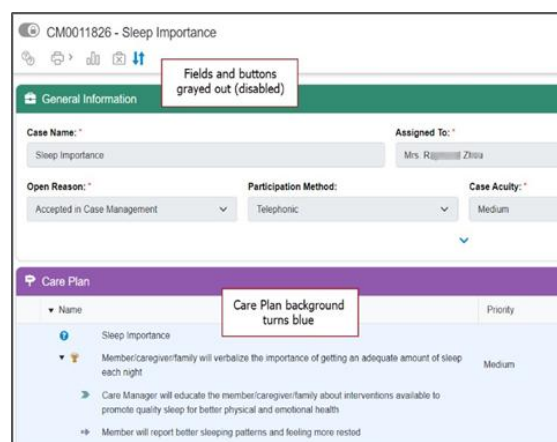 CM0011826 - Sleep Importance
Fields and buttons
grayed out (disabled)
General Information
Case Name: *
Assigned To: *
Sleep Importance
Mrs.
Open Reason: *
Participation Method:
Case Acuity: *
Accepted in Case Management
Telephonic
Medium
Care Plan
Care Plan background
turns blue
Name
Priority
Sleep Importance
Member/caregiver/family will verbalize the importance of getting an adequate amount of sleep
each night
Medium
Care Manager will educate the member/caregiver/family about interventions available to
promote quality sleep for better physical and emotional health
Member will report better sleeping patterns and feeling more rested